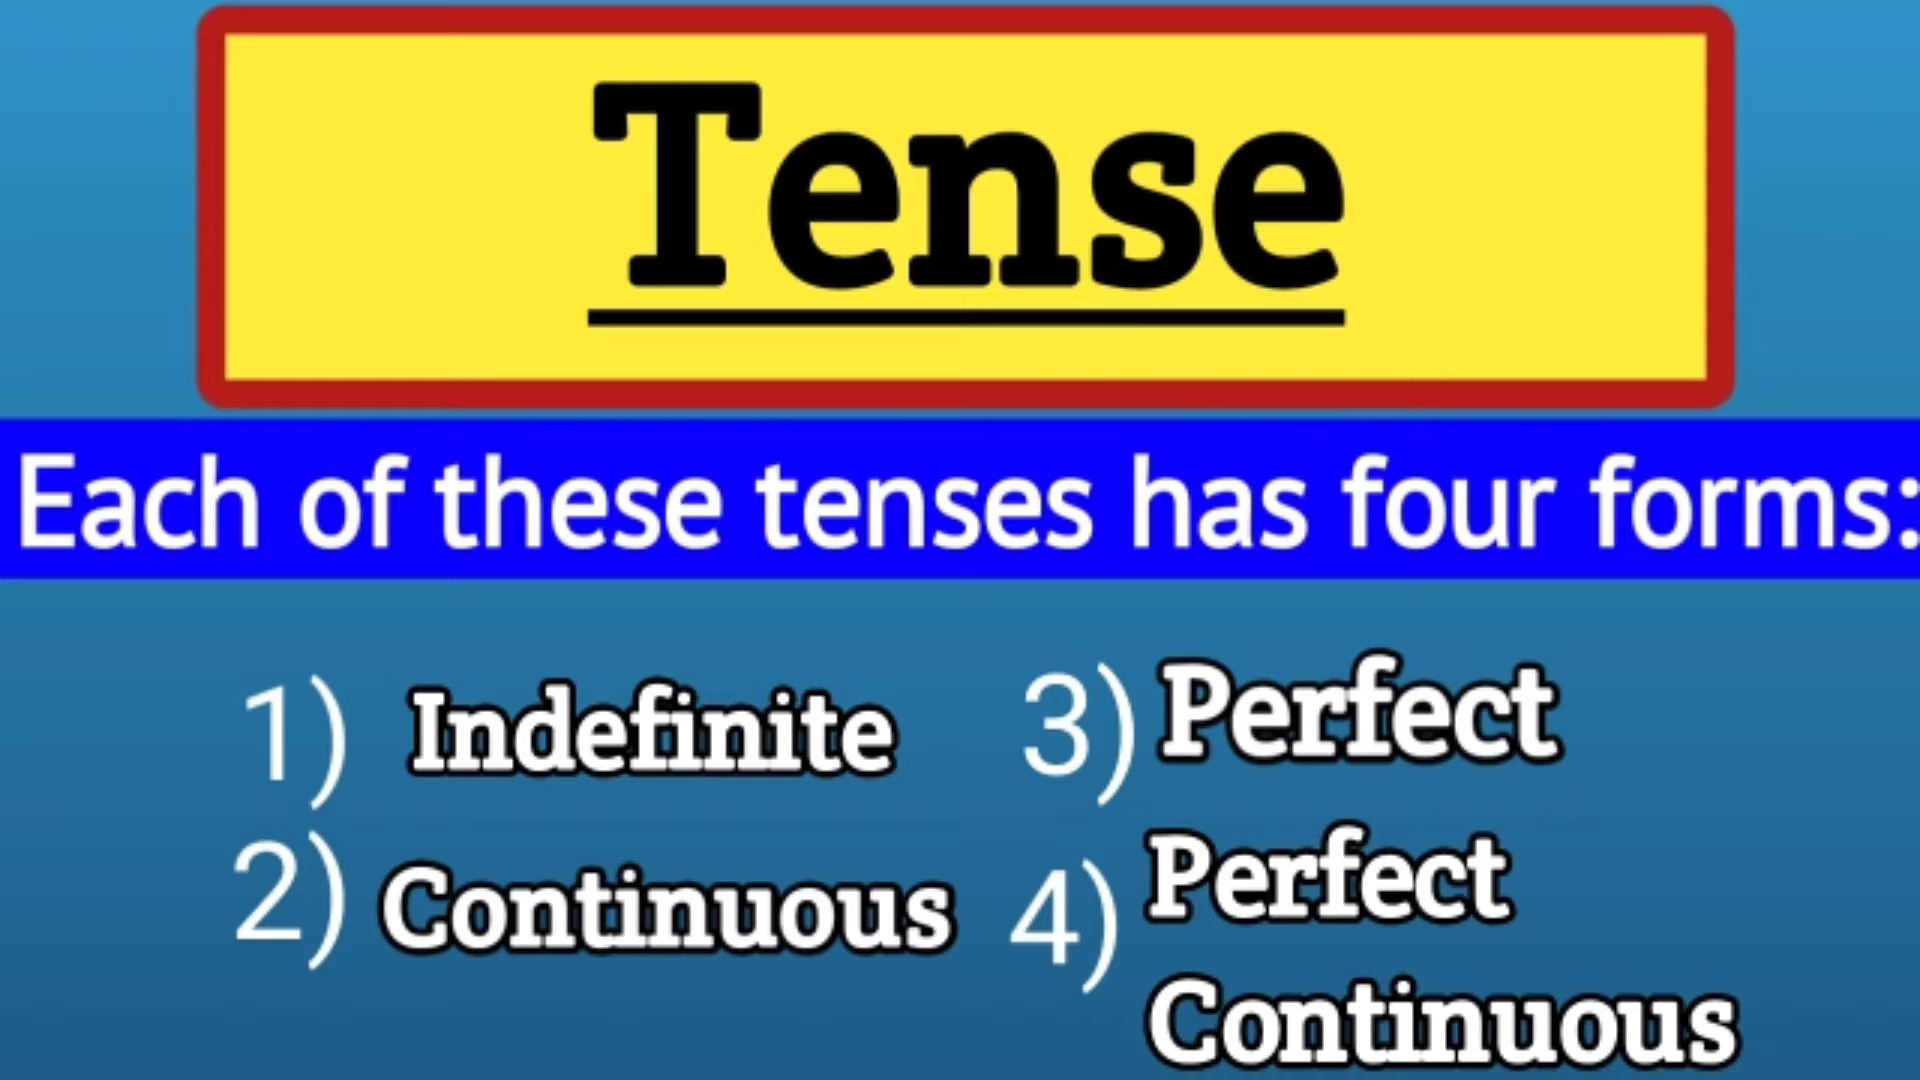 Tense
Each of these tenses has four forms:
1) Indefinite
2) Continuous
3) Perfect
4) Perfect
Continuous